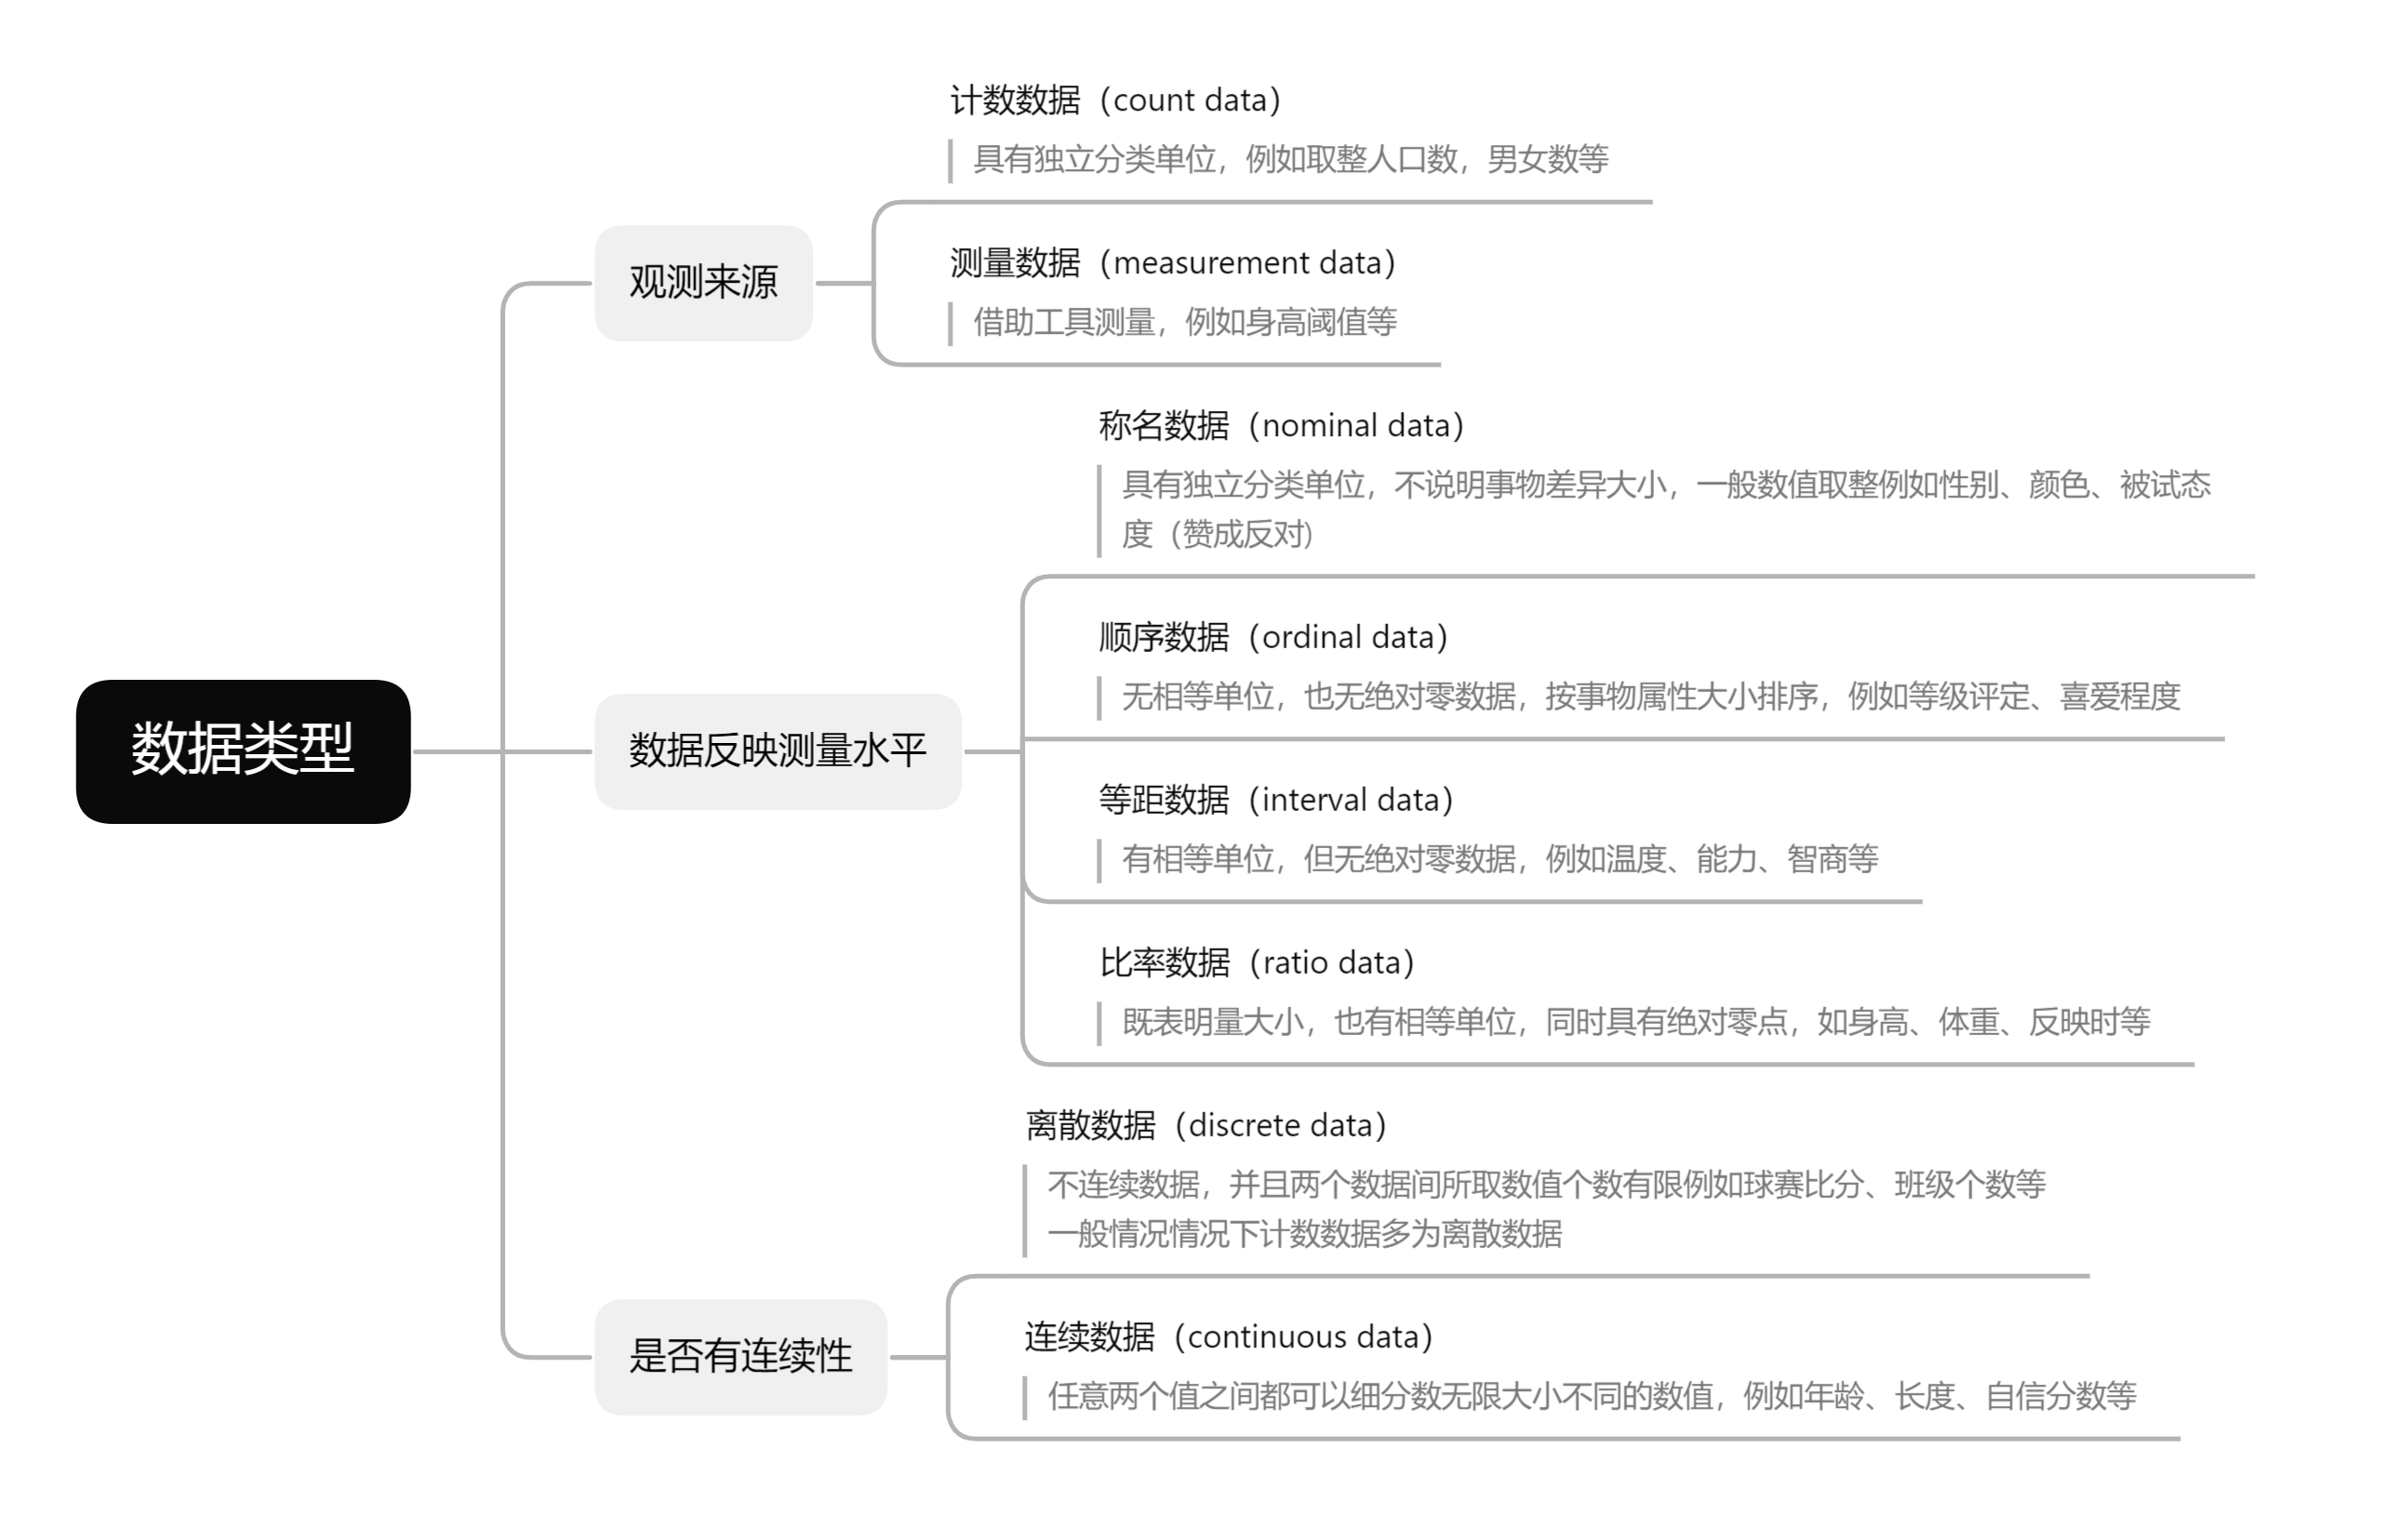 数据类型
观测来源
计数数据（count data）
具有独立分类单位，例如取整人口数，男女数等
测量数据（measurement data）
借助工具测量，例如身高阈值等
数据反映测量水平
称名数据（nominal data）
具有独立分类单位，不说明事物差异大小，一般数值取整例如性别、颜色、被试态
度（赞成反对)
顺序数据（ordinal data）
无相等单位，也无绝对零数据，按事物属性大小排序，例如等级评定、喜爱程度
等距数据（interval data）
有相等单位，但无绝对零数据，例如温度、能力、智商等
比率数据（ratio data）
既表明量大小，也有相等单位，同时具有绝对零点，如身高、体重、反映时等
是否有连续性
离散数据（discrete data）
不连续数据，并且两个数据间所取数值个数有限例如球赛比分、班级个数等
一般情况情况下计数数据多为离散数据
连续数据（continuous data）
任意两个值之间都可以细分数无限大小不同的数值，例如年龄、长度、自信分数等